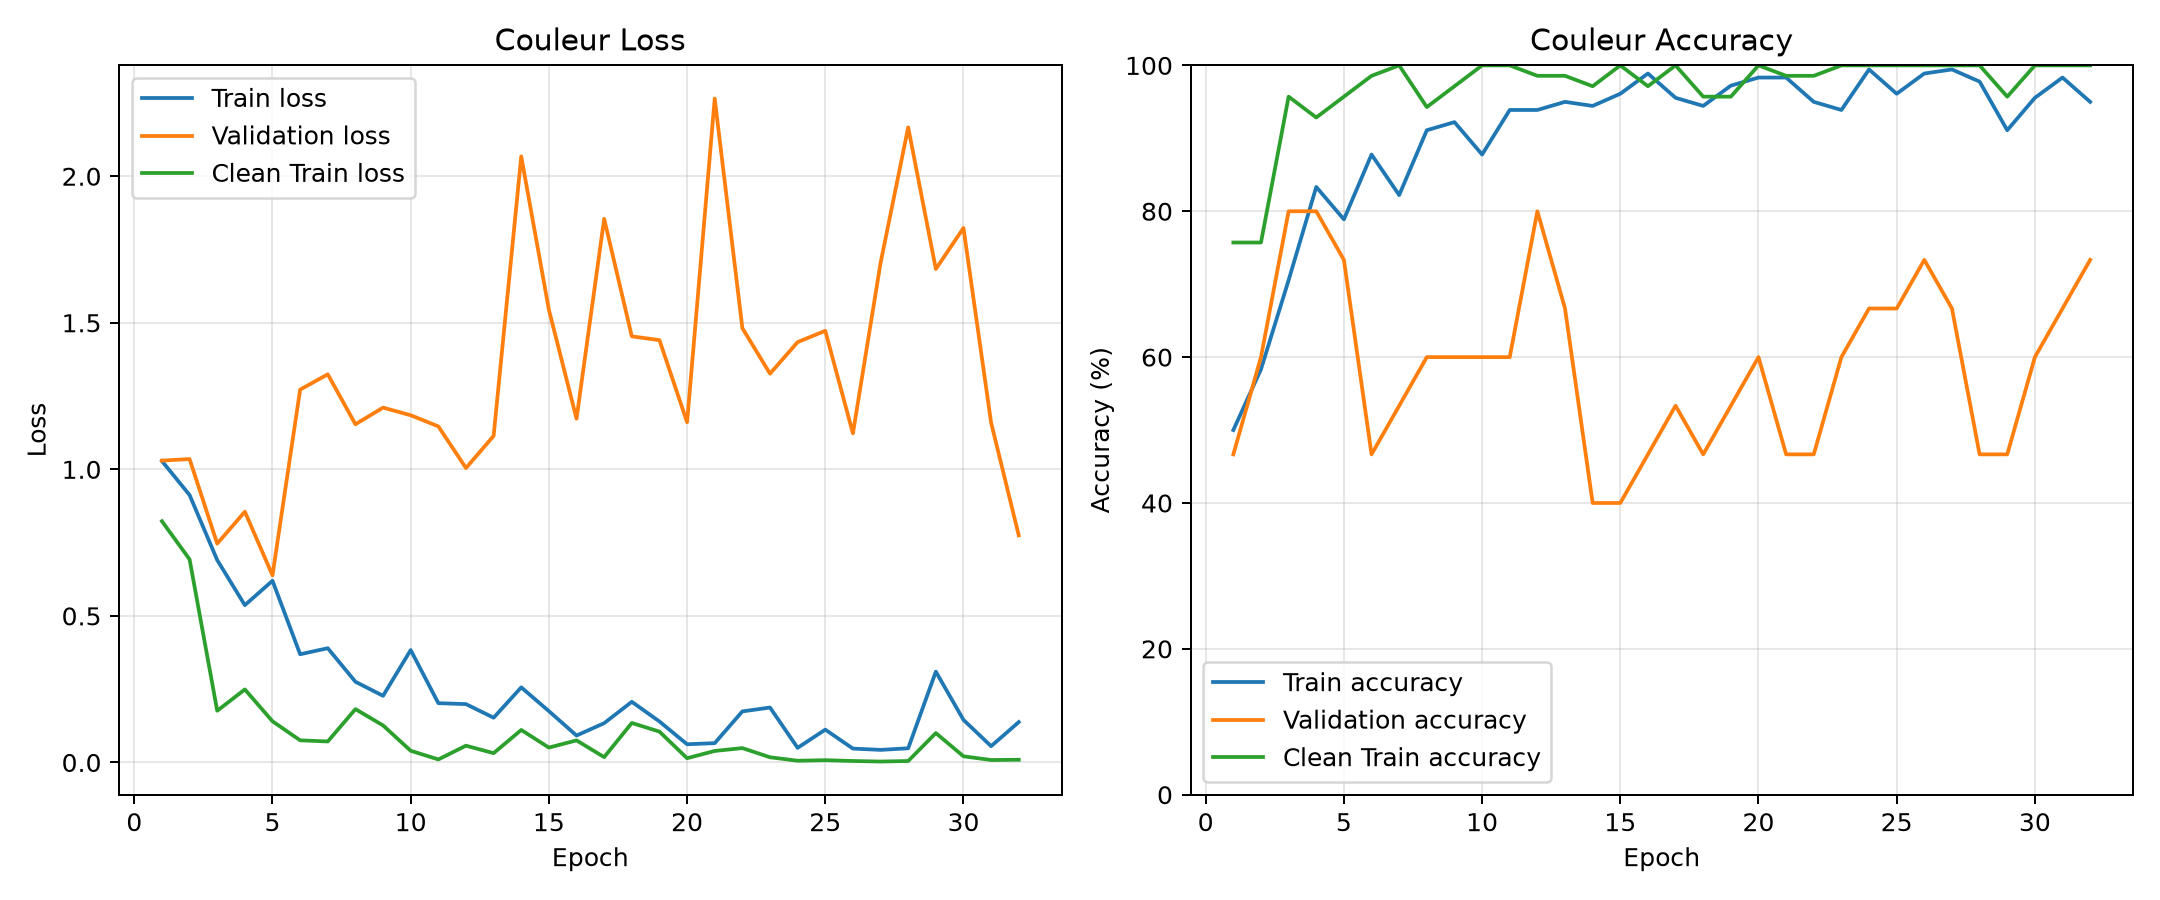 Couleur Loss
Train loss
Validation loss
Clean Train loss
2.0
1.5
1.0
0.5
0.0
Loss
0 5 10 15 20 25 30
Epoch
Couleur Accuracy
100
80
60
40
20
0
Accuracy (%)
Train accuracy
Validation accuracy
Clean Train accuracy
0 5 10 15 20 25 30
Epoch